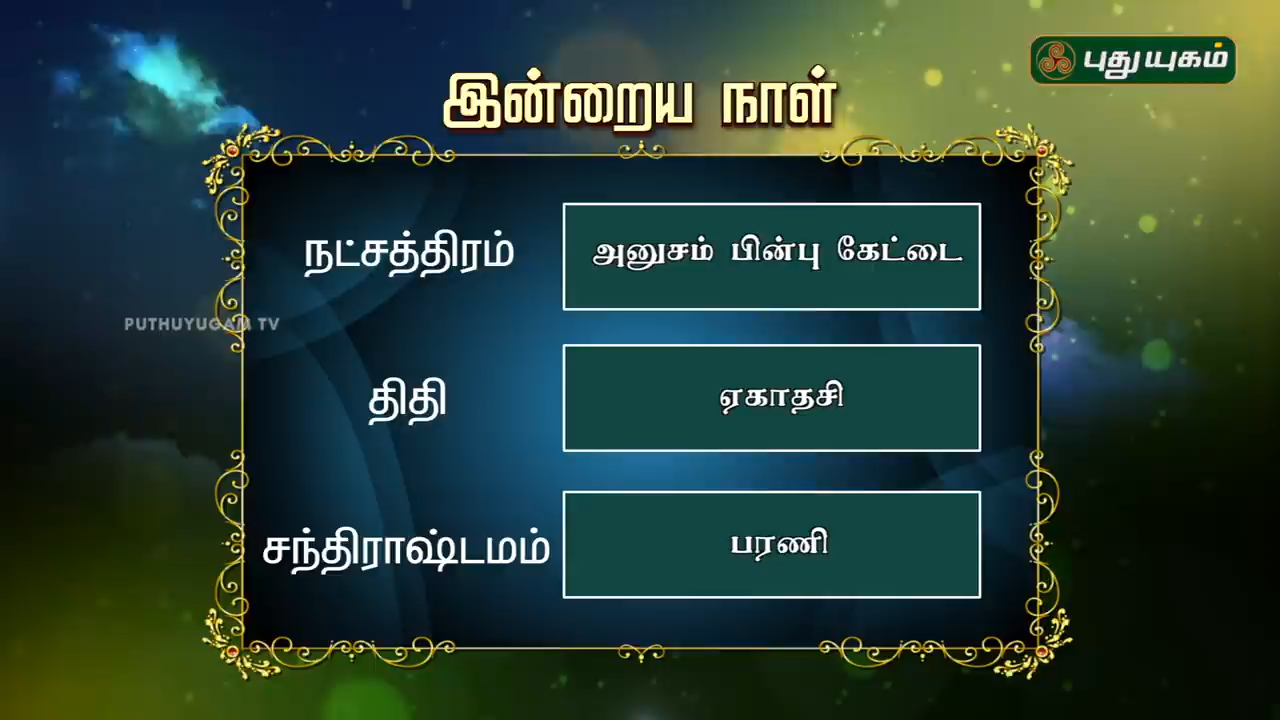 புதுயுகம்
இன்றைய நாள்
நட்சத்திரம்
அனுசம் பின்பு கேட்டை
PUTHUYUGAM TV
திதி
ஏகாதசி
சந்திராஷ்டமம்
பரணி